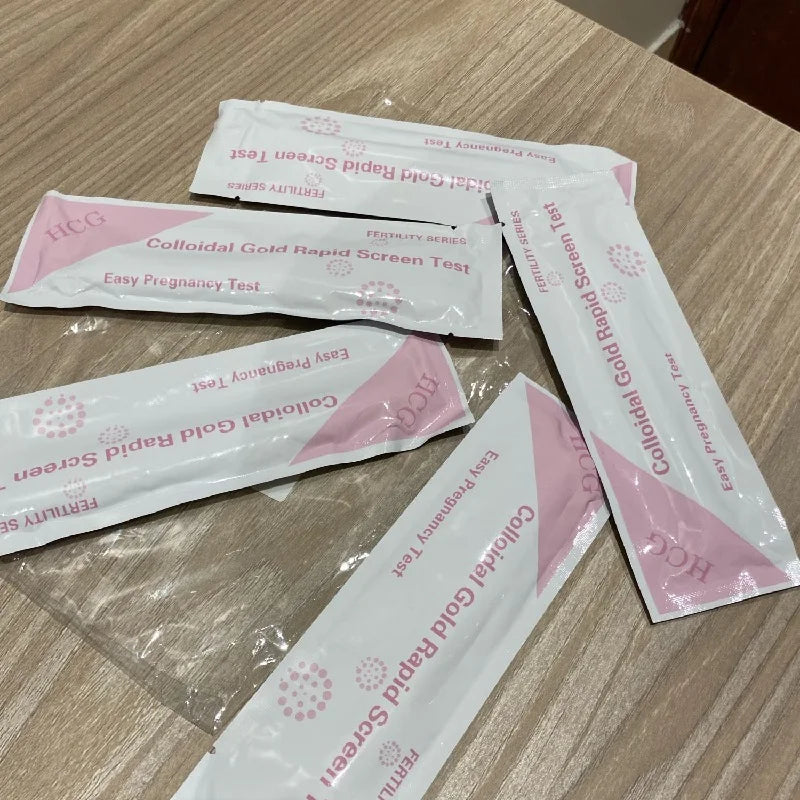 Easy Pregnancy Test
Colloidal Gold Rapid Screen Test
FERTILITY SERIES
HCG
FERTILITY SERIES
Colloidal Gold Rapid Screen Test
Easy Pregnancy Test
FERTILITY SERIES
Colloidal Gold Rapid Screen Test
Easy Pregnancy Test
HCG
Easy Pregnancy Test
HCG
Colloidal Gold Rapid Screen
FERTILITY SE
HCG
Easy Pregnancy Test
Colloidal Gold Rapid Screen
FERTIL